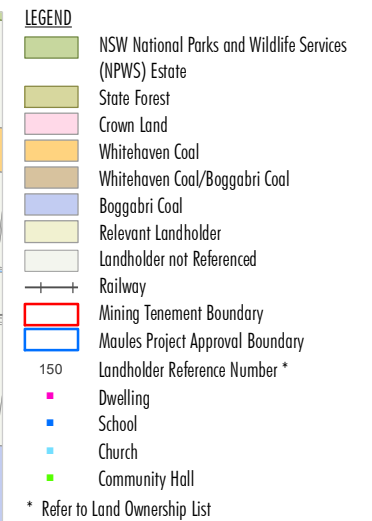 LEGEND
NSW National Parks and Wildlife Services
(NPWS) Estate
State Forest
Crown Land
Whitehaven Coal
Whitehaven Coal/Boggabri Coal
Boggabri Coal
Relevant Landholder
Landholder not Referenced
Railway
Mining Tenement Boundary
Maules Project Approval Boundary
150 Landholder Reference Number *
Dwelling
School
Church
Community Hall
* Refer to Land Ownership List